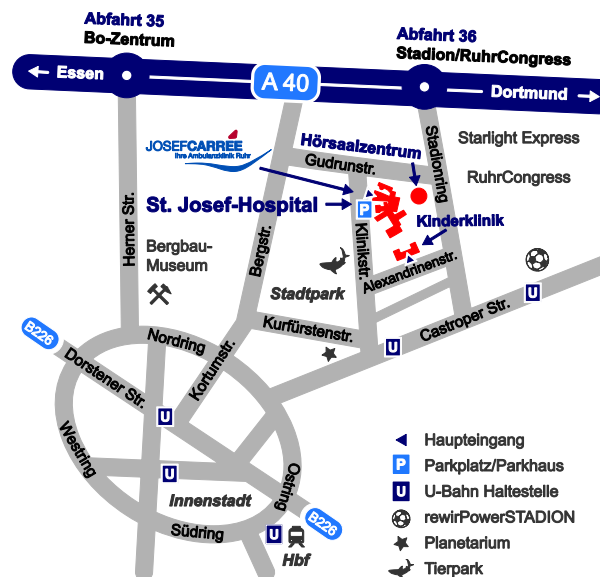 Abfahrt 35
Bo-Zentrum
Abfahrt 36
Stadion/RuhrCongress
Essen
A 40
Dortmund
JOSEFCARRÉE
Ihre Ambulanzklinik Ruhr
Hörsaalzentrum
Gudrunstr.
Stadionring
Starlight Express
RuhrCongress
St. Josef-Hospital
P
Kinderklinik
Herner Str.
Bergstr.
Klinikstr.
Bergbau-
Museum
Alexandrinenstr.
Stadtpark
U
Castroper Str.
B226
Nordring
Kurfürstenstr.
U
Dorstener Str.
Kortumstr.
U
Westring
U
Innenstadt
Ostring
Südring
U
B226
Hbf
Haupteingang
P
Parkplatz/Parkhaus
U
U-Bahn Haltestelle
rewirPowerSTADION
Planetarium
Tierpark